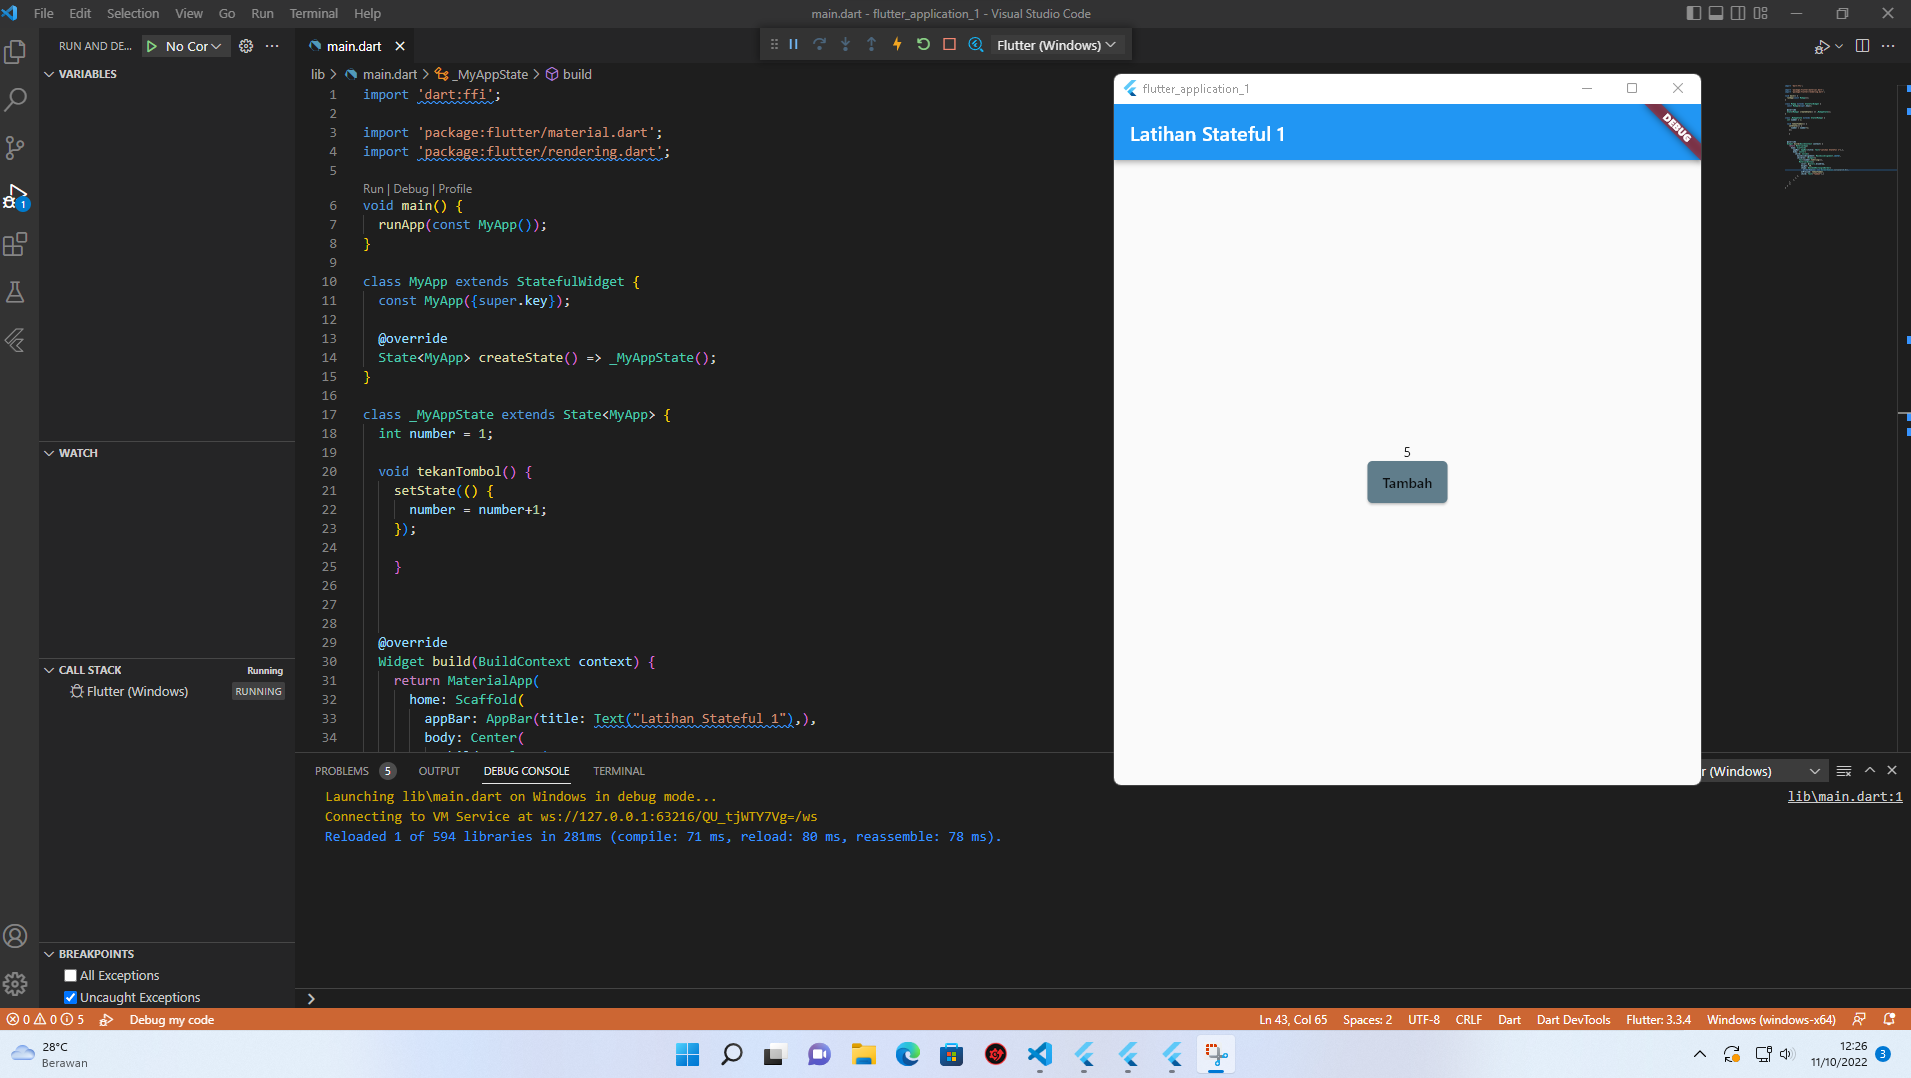 File Edit Selection View Go Run Terminal Help
main.dart - flutter_application_1 - Visual Studio Code
RUN AND DE... No Cor
main.dart
Flutter (Windows)
VARIABLES
WATCH
CALL STACK Running
Flutter (Windows) RUNNING
BREAKPOINTS
All Exceptions
Uncaught Exceptions
1
lib > main.dart > _MyAppState > build
1 import 'dart:ffi';
2
3 import 'package:flutter/material.dart';
4 import 'package:flutter/rendering.dart';
5
Run | Debug | Profile
6 void main() {
7 runApp(const MyApp());
8 }
9
10 class MyApp extends StatefulWidget {
11 const MyApp({super.key});
12
13 @override
14 State<MyApp> createState() => _MyAppState();
15 }
16
17 class _MyAppState extends State<MyApp> {
18 int number = 1;
19
20 void tekanTombol() {
21 setState(() {
22 number = number+1;
23 });
24
25 }
26
27
28
29 @override
30 Widget build(BuildContext context) {
31 return MaterialApp(
32 home: Scaffold(
33 appBar: AppBar(title: Text("Latihan Stateful 1"),),
34 body: Center(
flutter_application_1
Latihan Stateful 1
DEBUG
5
Tambah
PROBLEMS 5 OUTPUT DEBUG CONSOLE TERMINAL
r (Windows)
Launching lib\main.dart on Windows in debug mode...
lib\main.dart:1
Connecting to VM Service at ws://127.0.0.1:63216/QU_tjWTY7Vg=/ws
Reloaded 1 of 594 libraries in 281ms (compile: 71 ms, reload: 80 ms, reassemble: 78 ms).
0 0 5 Debug my code
Ln 43, Col 65 Spaces: 2 UTF-8 CRLF Dart Dart DevTools Flutter: 3.3.4 Windows (windows-x64)
28°C
Berawan
12:26
11/10/2022
3